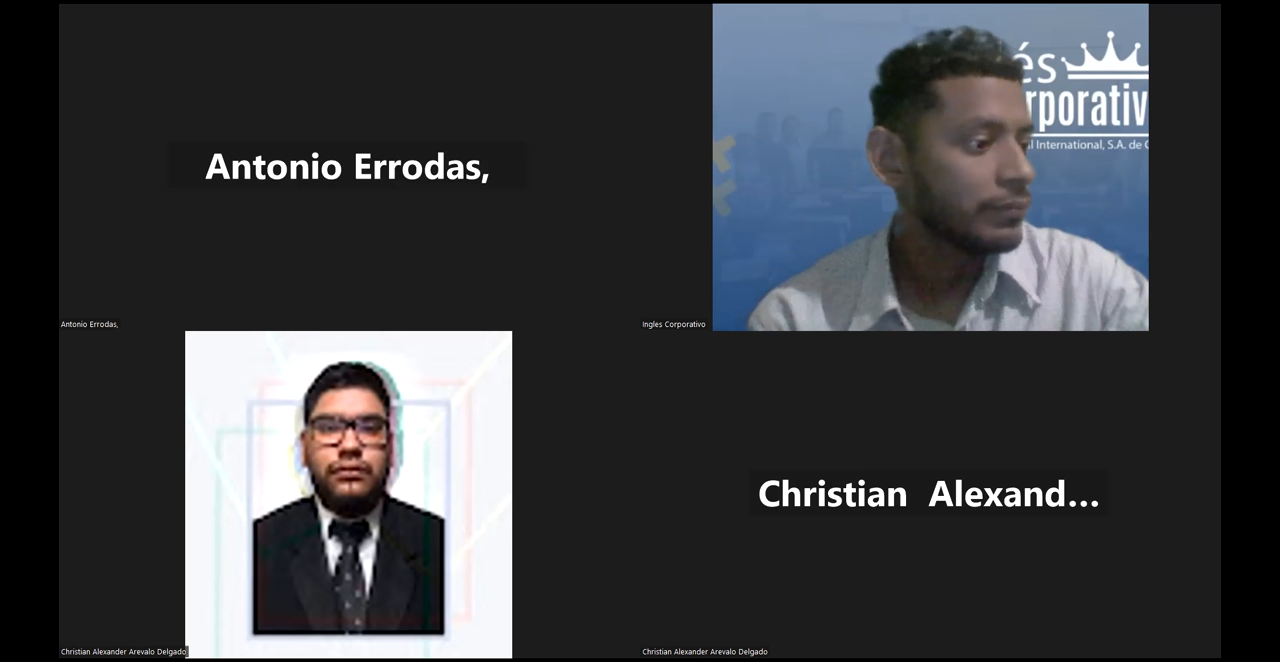 Antonio Errodas,
és
rporativ
l International, S.A. de C
Antonio Errodas,
Ingles Corporativo
Christian Alexand...
Christian Alexander Arevalo Delgado
Christian Alexander Arevalo Delgado